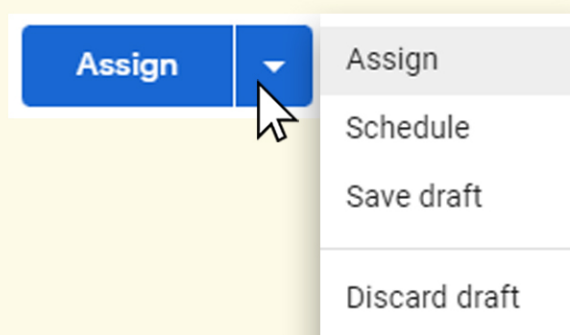 Assign
Assign
Schedule
Save draft
Discard draft